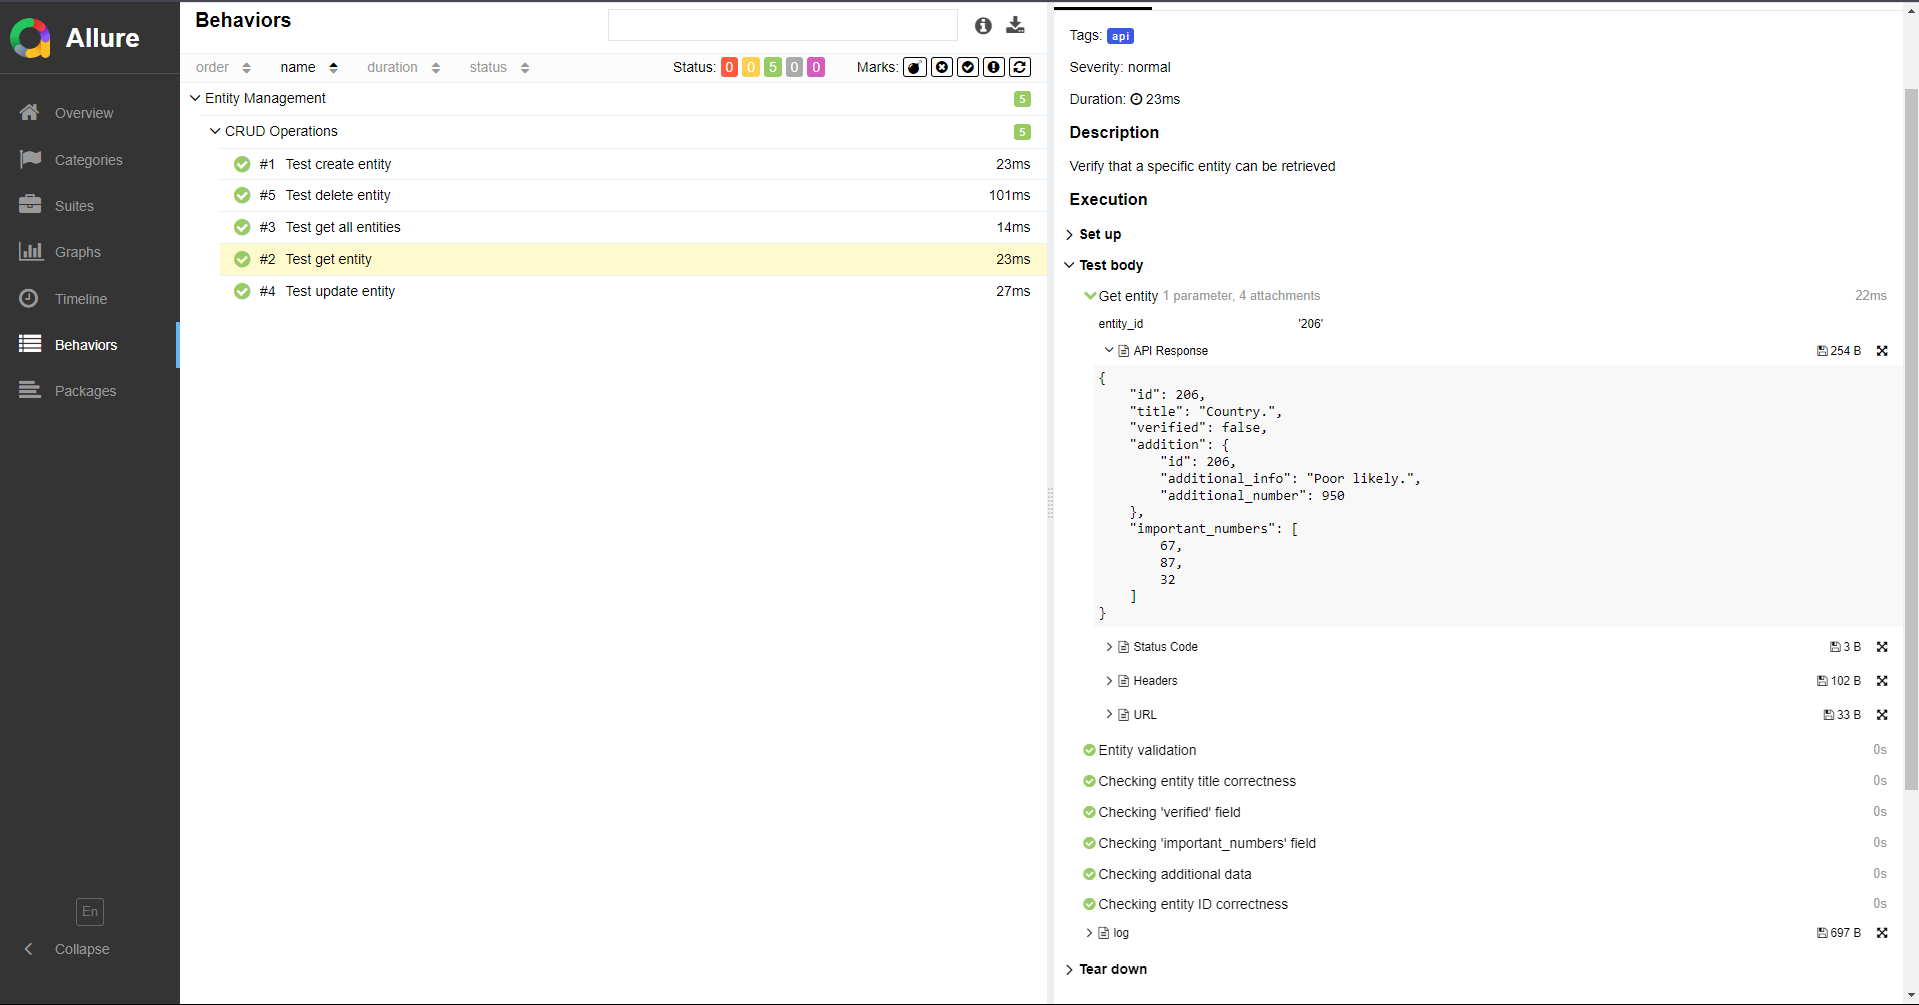 Allure
Overview
Categories
Suites
Graphs
Timeline
Behaviors
Packages
En
Collapse
Behaviors
order name duration status Status: 0 0 5 0 0 Marks:
Entity Management 5
CRUD Operations 5
#1 Test create entity 23ms
#5 Test delete entity 101ms
#3 Test get all entities 14ms
#2 Test get entity 23ms
#4 Test update entity 27ms
Tags: api
Severity: normal
Duration: 23ms
Description
Verify that a specific entity can be retrieved
Execution
Set up
Test body
Get entity 1 parameter, 4 attachments 22ms
entity_id '206'
API Response 254 B
{
    "id": 206,
    "title": "Country.",
    "verified": false,
    "addition": {
        "id": 206,
        "additional_info": "Poor likely.",
        "additional_number": 950
    },
    "important_numbers": [
        67,
        87,
        32
    ]
}
Status Code 3 B
Headers 102 B
URL 33 B
Entity validation 0s
Checking entity title correctness 0s
Checking 'verified' field 0s
Checking 'important_numbers' field 0s
Checking additional data 0s
Checking entity ID correctness 0s
log 697 B
Tear down